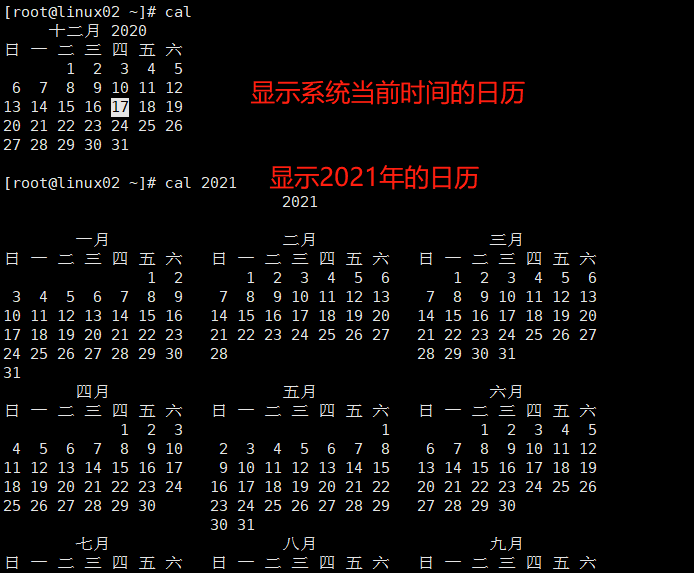 [root@linux02 ~]# cal
十二月 2020
日 一 二 三 四 五 六
1 2 3 4 5
6 7 8 9 10 11 12
显示系统当前时间的日历
13 14 15 16 17 18 19
20 21 22 23 24 25 26
27 28 29 30 31
[root@linux02 ~]# cal 2021 显示2021年的日历
2021
一月 二月 三月
日 一 二 三 四 五 六 日 一 二 三 四 五 六 日 一 二 三 四 五 六
1 2 1 2 3 4 5 6 1 2 3 4 5 6
3 4 5 6 7 8 9 7 8 9 10 11 12 13 7 8 9 10 11 12 13
10 11 12 13 14 15 16 14 15 16 17 18 19 20 14 15 16 17 18 19 20
17 18 19 20 21 22 23 21 22 23 24 25 26 27 21 22 23 24 25 26 27
24 25 26 27 28 29 30 28 28 29 30 31
31
四月 五月 六月
日 一 二 三 四 五 六 日 一 二 三 四 五 六 日 一 二 三 四 五 六
1 2 3 1 1 2 3 4 5
4 5 6 7 8 9 10 2 3 4 5 6 7 8 6 7 8 9 10 11 12
11 12 13 14 15 16 17 9 10 11 12 13 14 15 13 14 15 16 17 18 19
18 19 20 21 22 23 24 16 17 18 19 20 21 22 20 21 22 23 24 25 26
25 26 27 28 29 30 23 24 25 26 27 28 29 27 28 29 30
30 31
七月 八月 九月
日 一 二 三 四 五 六 日 一 二 三 四 五 六 日 一 二 三 四 五 六